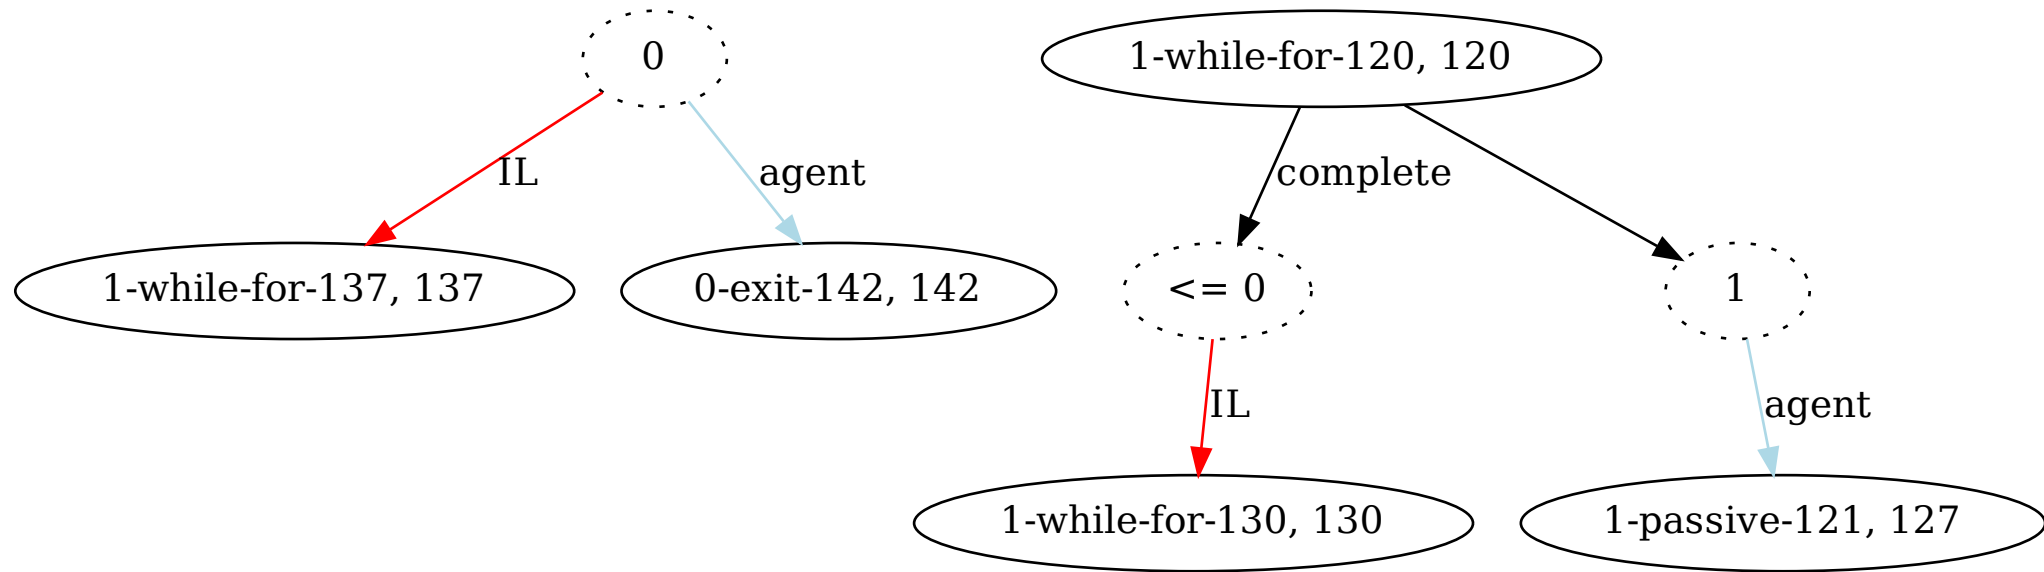 0
1-while-for-120, 120
IL
agent
complete
1-while-for-137, 137
0-exit-142, 142
<= 0
1
IL
agent
1-while-for-130, 130
1-passive-121, 127